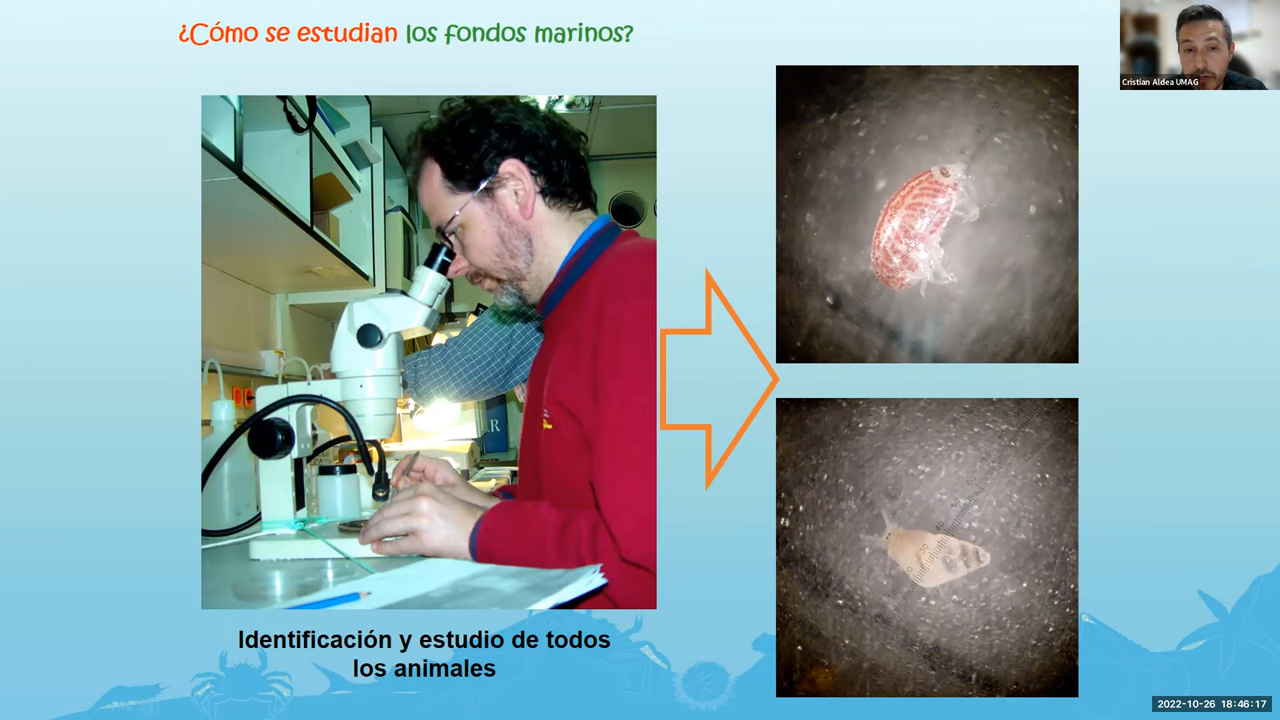 ¿Cómo se estudian los fondos marinos?
Cristian Aldea UMAG
Identificación y estudio de todos
los animales
2022-10-26 18:46:17